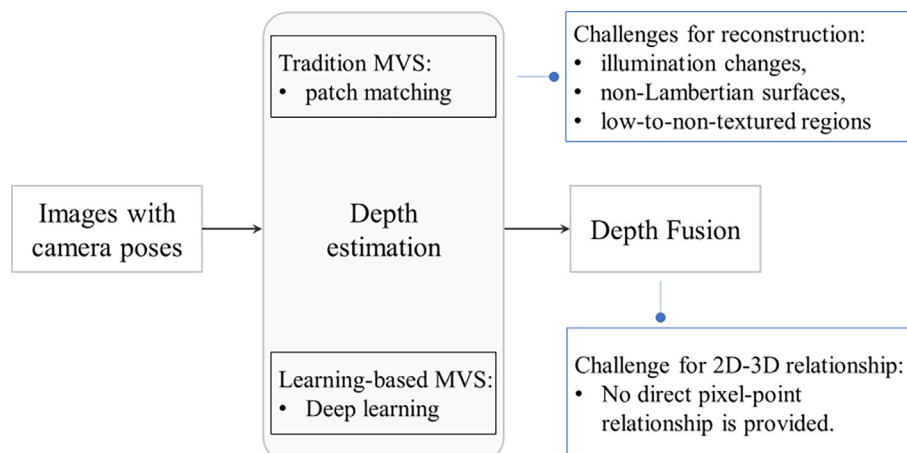 Tradition MVS:
• patch matching
Challenges for reconstruction:
• illumination changes,
• non-Lambertian surfaces,
• low-to-non-textured regions
Images with
camera poses
Depth
estimation
Depth Fusion
Learning-based MVS:
• Deep learning
Challenge for 2D-3D relationship:
• No direct pixel-point
relationship is provided.